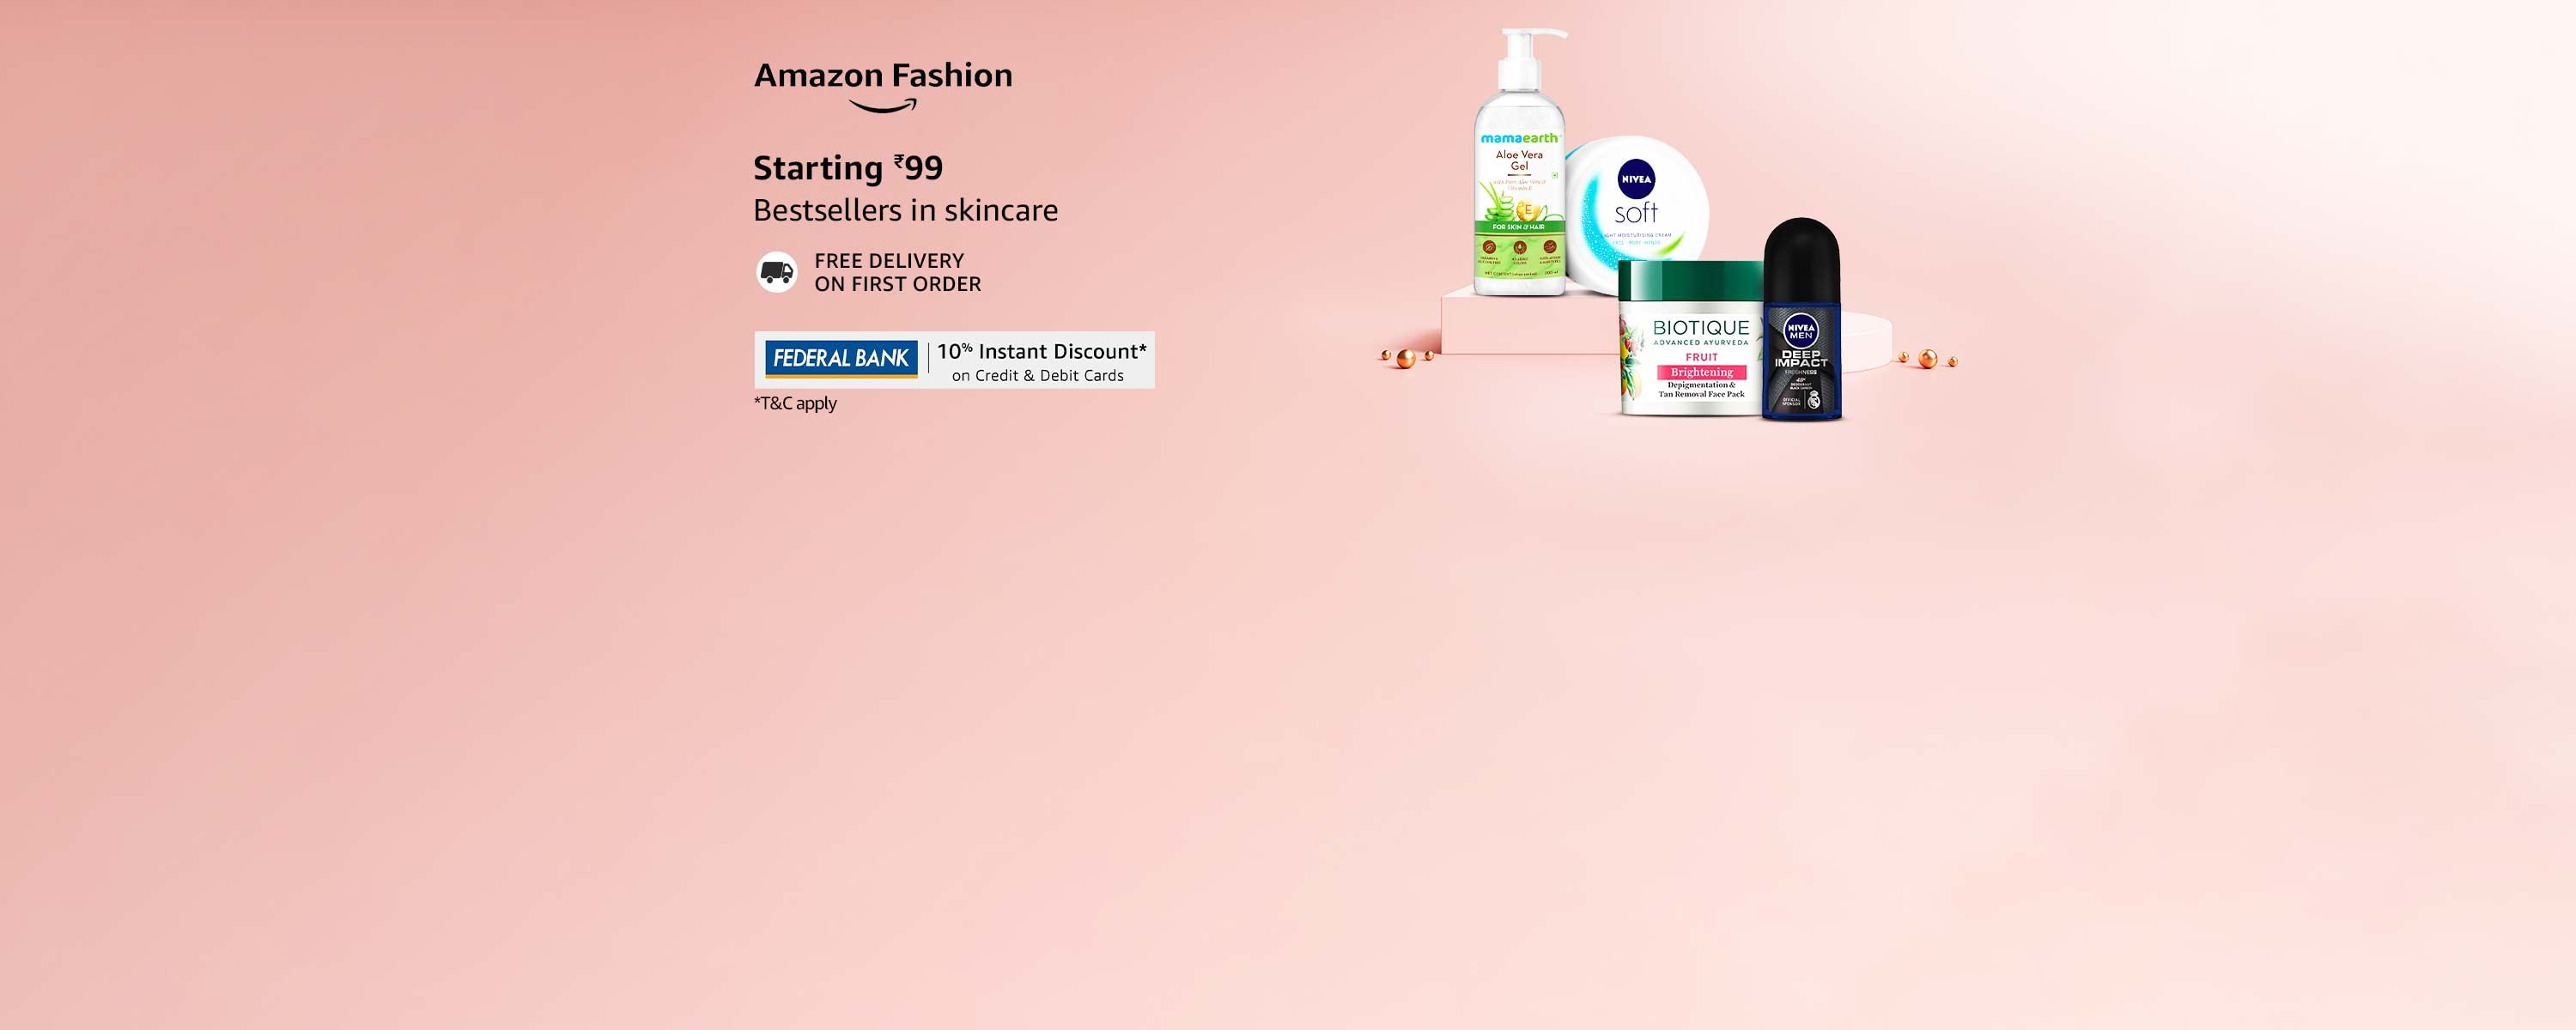 Amazon Fashion
Starting ₹99
Bestsellers in skincare
FREE DELIVERY
ON FIRST ORDER
FEDERAL BANK
10% Instant Discount*
on Credit & Debit Cards
*T&C apply
mamaearth
Aloe Vera
Gel
FOR SKIN & HAIR
NIVEA
soft
BIOTIQUE
ADVANCED AYURVEDA
FRUIT
Brightening
Depigmentation &
Tan Removal Face Pack
NIVEA
MEN
DEEP
IMPACT
FRESHNESS